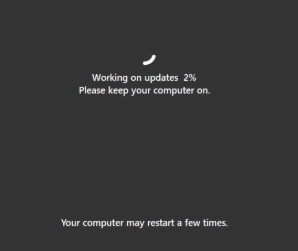 Working on updates  2%
Please keep your computer on.
Your computer may restart a few times.